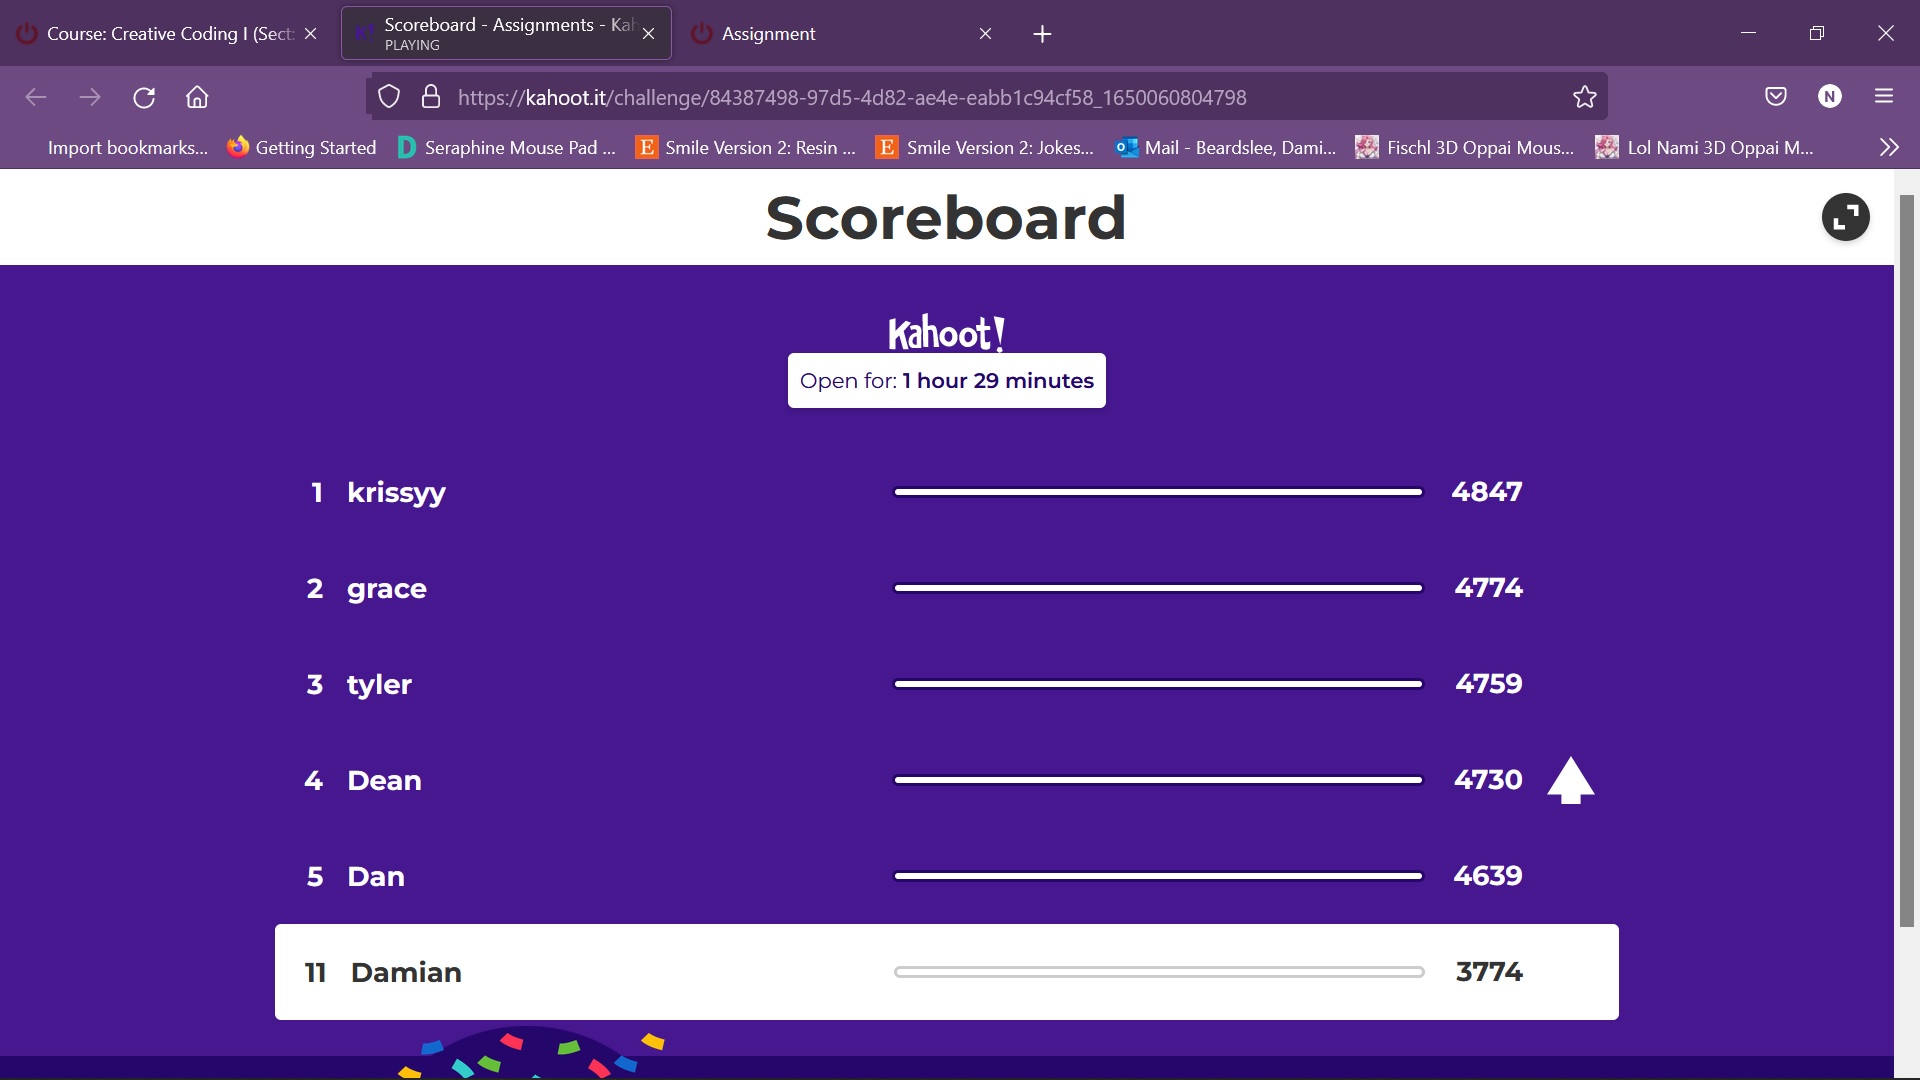 Course: Creative Coding I (Sect:
Scoreboard - Assignments - Kah
PLAYING
Assignment
https://kahoot.it/challenge/84387498-97d5-4d82-ae4e-eabb1c94cf58_1650060804798
N
Import bookmarks...
Getting Started
D Seraphine Mouse Pad ...
E Smile Version 2: Resin ...
E Smile Version 2: Jokes...
Mail - Beardslee, Dami...
Fischl 3D Oppai Mous...
Lol Nami 3D Oppai M...
Scoreboard
Kahoot!
Open for: 1 hour 29 minutes
1 krissyy 4847
2 grace 4774
3 tyler 4759
4 Dean 4730
5 Dan 4639
11 Damian 3774